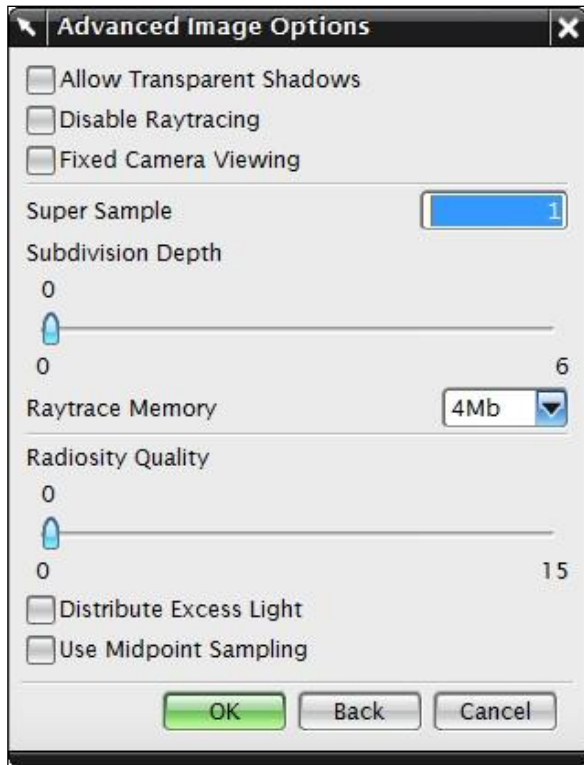 Advanced Image Options
Allow Transparent Shadows
Disable Raytracing
Fixed Camera Viewing
Super Sample 1
Subdivision Depth
0
0 6
Raytrace Memory 4Mb
Radiosity Quality
0
0 15
Distribute Excess Light
Use Midpoint Sampling
OK Back Cancel